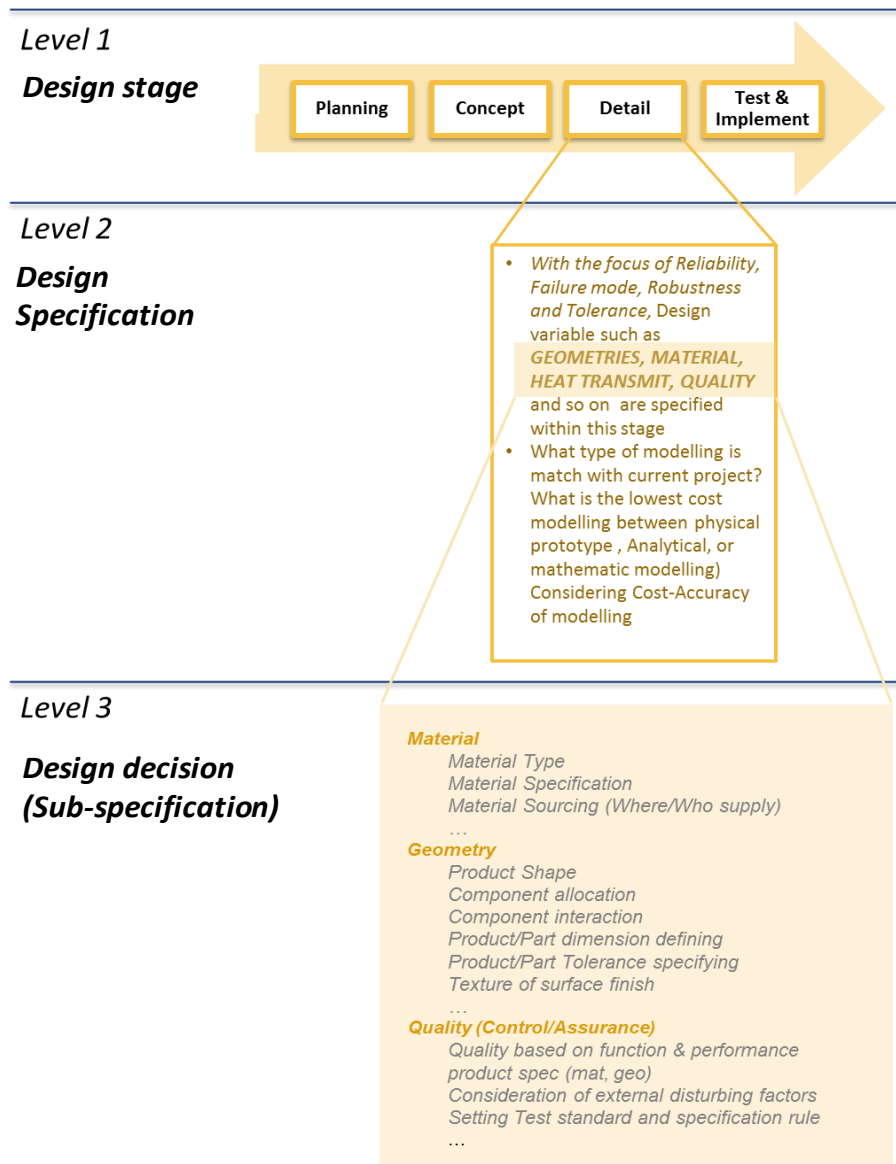 Level 1
Design stage
Planning
Concept
Detail
Test &
Implement
Level 2
Design
Specification
• With the focus of Reliability,
Failure mode, Robustness
and Tolerance, Design
variable such as
GEOMETRIES, MATERIAL,
HEAT TRANSMIT, QUALITY
and so on are specified
within this stage
• What type of modelling is
match with current project?
What is the lowest cost
modelling between physical
prototype , Analytical, or
mathematic modelling)
Considering Cost-Accuracy
of modelling
Level 3
Design decision
(Sub-specification)
Material
Material Type
Material Specification
Material Sourcing (Where/Who supply)
…
Geometry
Product Shape
Component allocation
Component interaction
Product/Part dimension defining
Product/Part Tolerance specifying
Texture of surface finish
…
Quality (Control/Assurance)
Quality based on function & performance
product spec (mat, geo)
Consideration of external disturbing factors
Setting Test standard and specification rule
…